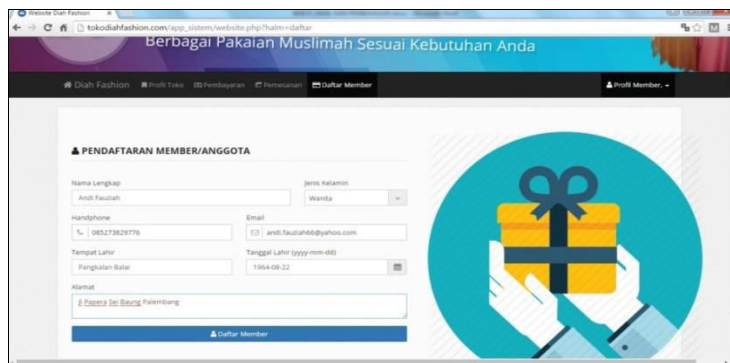 Website Diah Fashion
tokodiahfashion.com/app_sistem/website.php?halm=daftar
Berbagai Pakaian Muslimah Sesuai Kebutuhan Anda
Diah Fashion Profil Toko Pembayaran Pemesanan Daftar Member Profil Member,
PENDAFTARAN MEMBER/ANGGOTA
Nama Lengkap Jenis Kelamin
Andi Fauziah Wanita
Handphone Email
085273829776 andi.fauziah66@yahoo.com
Tempat Lahir Tanggal Lahir (yyyy-mm-dd)
Pangkalan Balai 1964-08-22
Alamat
Jl Papera Sei Baung Palembang
Daftar Member